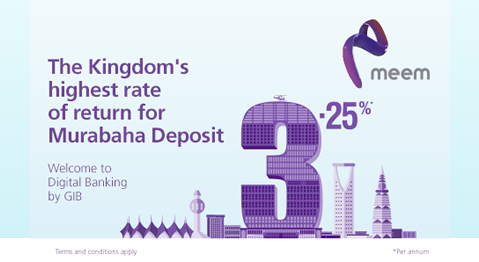 The Kingdom's
highest rate
of return for
Murabaha Deposit
3.25%*
meem
Welcome to
Digital Banking
by GIB
Terms and conditions apply
*Per annum